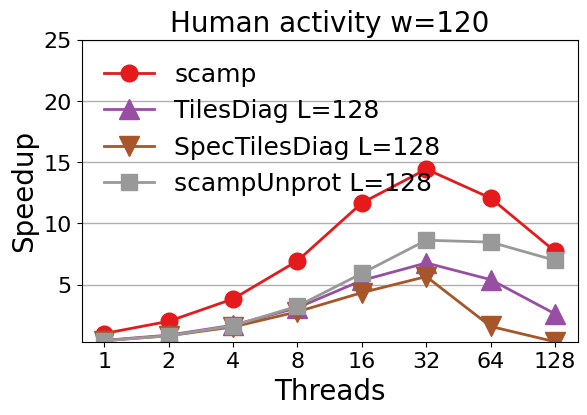 Human activity w=120
25
20
15
10
5
Speedup
scamp
TilesDiag L=128
SpecTilesDiag L=128
scampUnprot L=128
1 2 4 8 16 32 64 128
Threads